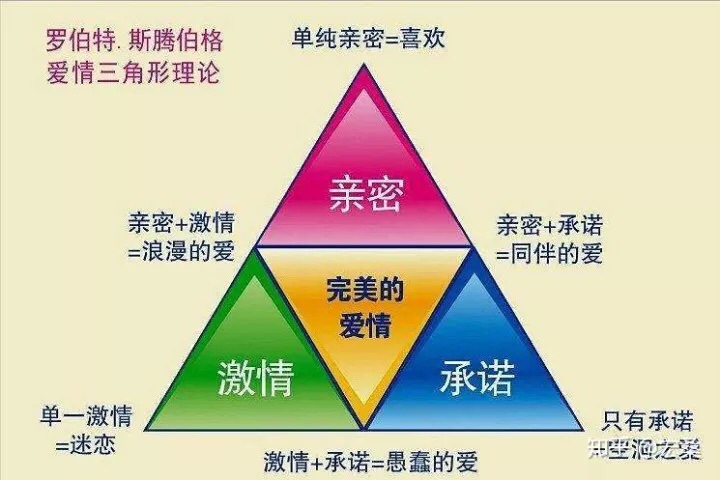 罗伯特.斯腾伯格
爱情三角形理论
单纯亲密=喜欢
亲密
亲密+激情
=浪漫的爱
亲密+承诺
=同伴的爱
完美的
爱情
激情
承诺
单一激情
=迷恋
只有承诺
=空洞之爱
激情+承诺=愚蠢的爱